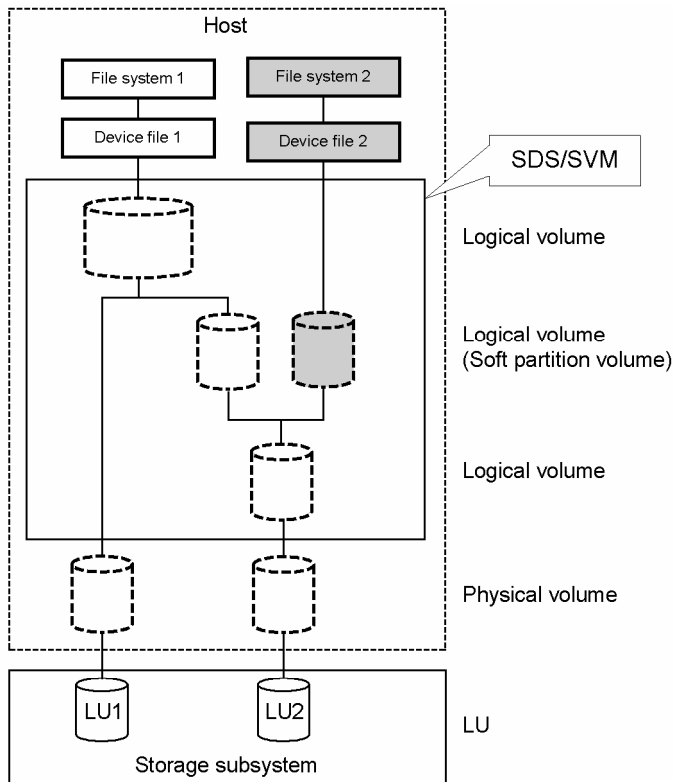 Host
File system 1
File system 2
Device file 1
Device file 2
SDS/SVM
Logical volume
Logical volume
(Soft partition volume)
Logical volume
Physical volume
LU1
LU2
LU
Storage subsystem